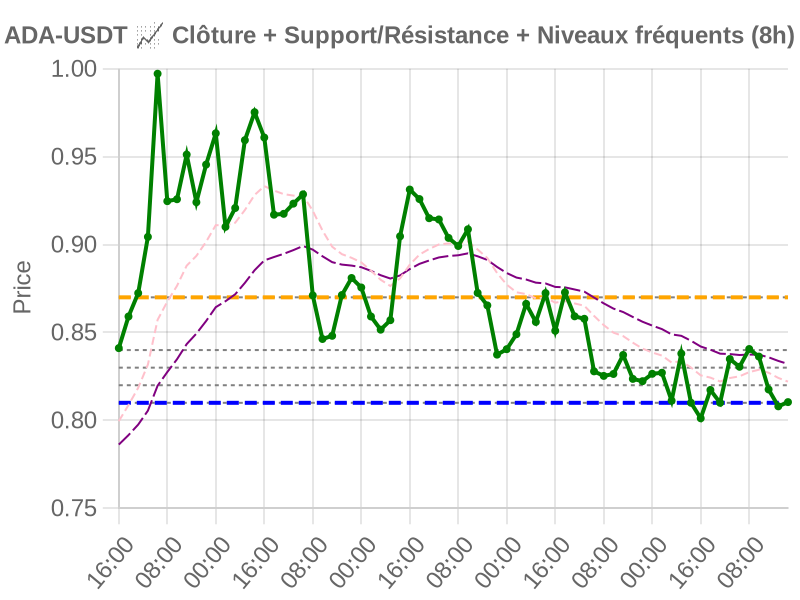 ADA-USDT 📈 Clôture + Support/Résistance + Niveaux fréquents (8h)
1.00
0.95
0.90
0.85
0.80
0.75
Price
16:00 08:00 00:00 16:00 08:00 00:00 16:00 08:00 00:00 16:00 08:00 00:00 16:00 08:00